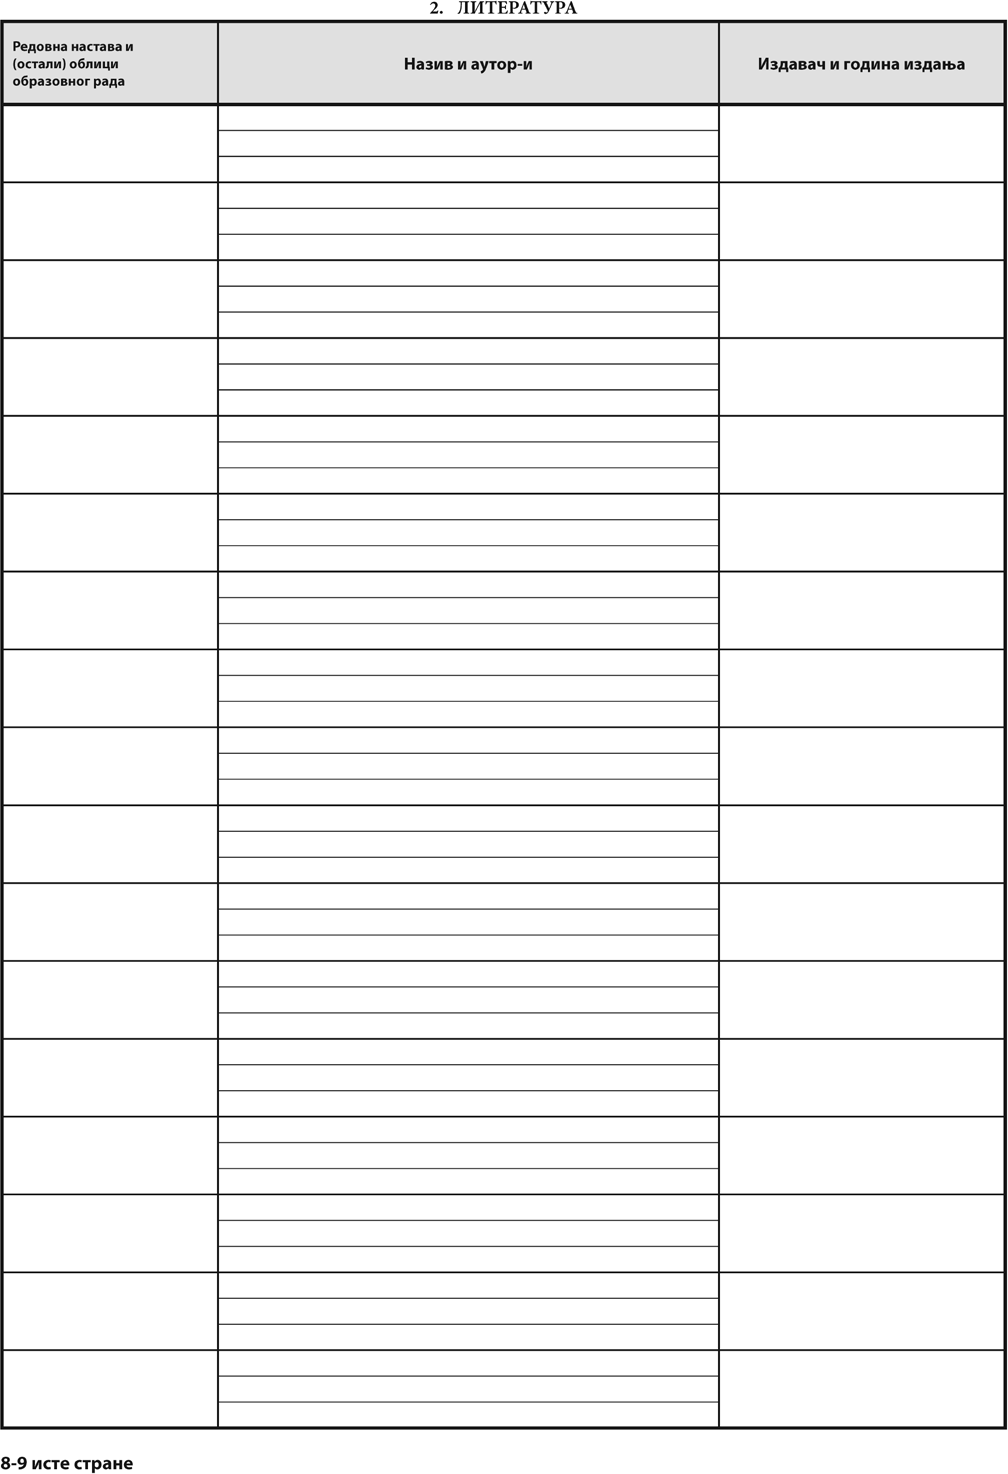 2. ЛИТЕРАТУРА
Редовна настава и
(остали) облици
образовног рада
Назив и аутор-и
Издавач и година издања
8-9 исте стране